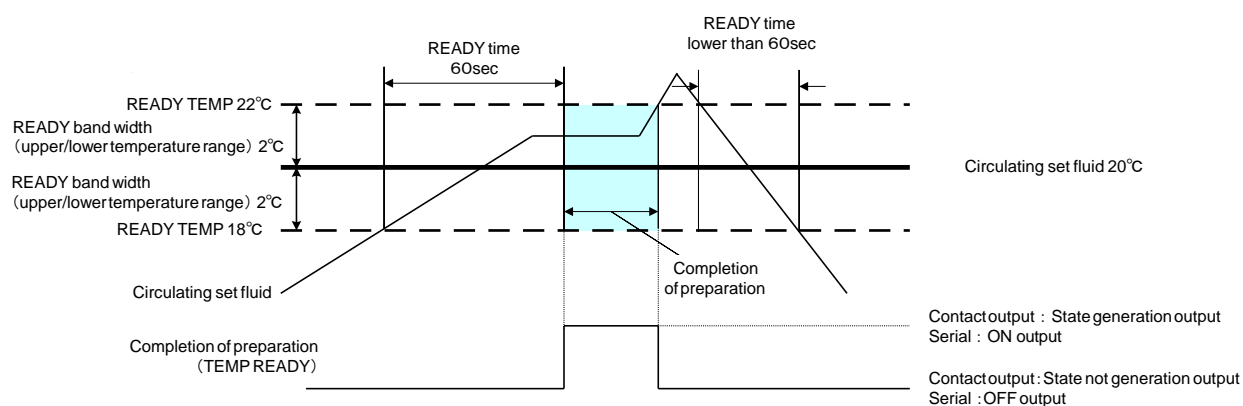 READY time
60sec
READY time
lower than 60sec
READY TEMP 22℃
READY band width
(upper/lower temperature range) 2℃
Circulating set fluid 20℃
READY band width
(upper/lower temperature range) 2℃
READY TEMP 18℃
Completion
of preparation
Circulating set fluid
Completion of preparation
(TEMP READY)
Contact output : State generation output
Serial : ON output
Contact output : State not generation output
Serial : OFF output